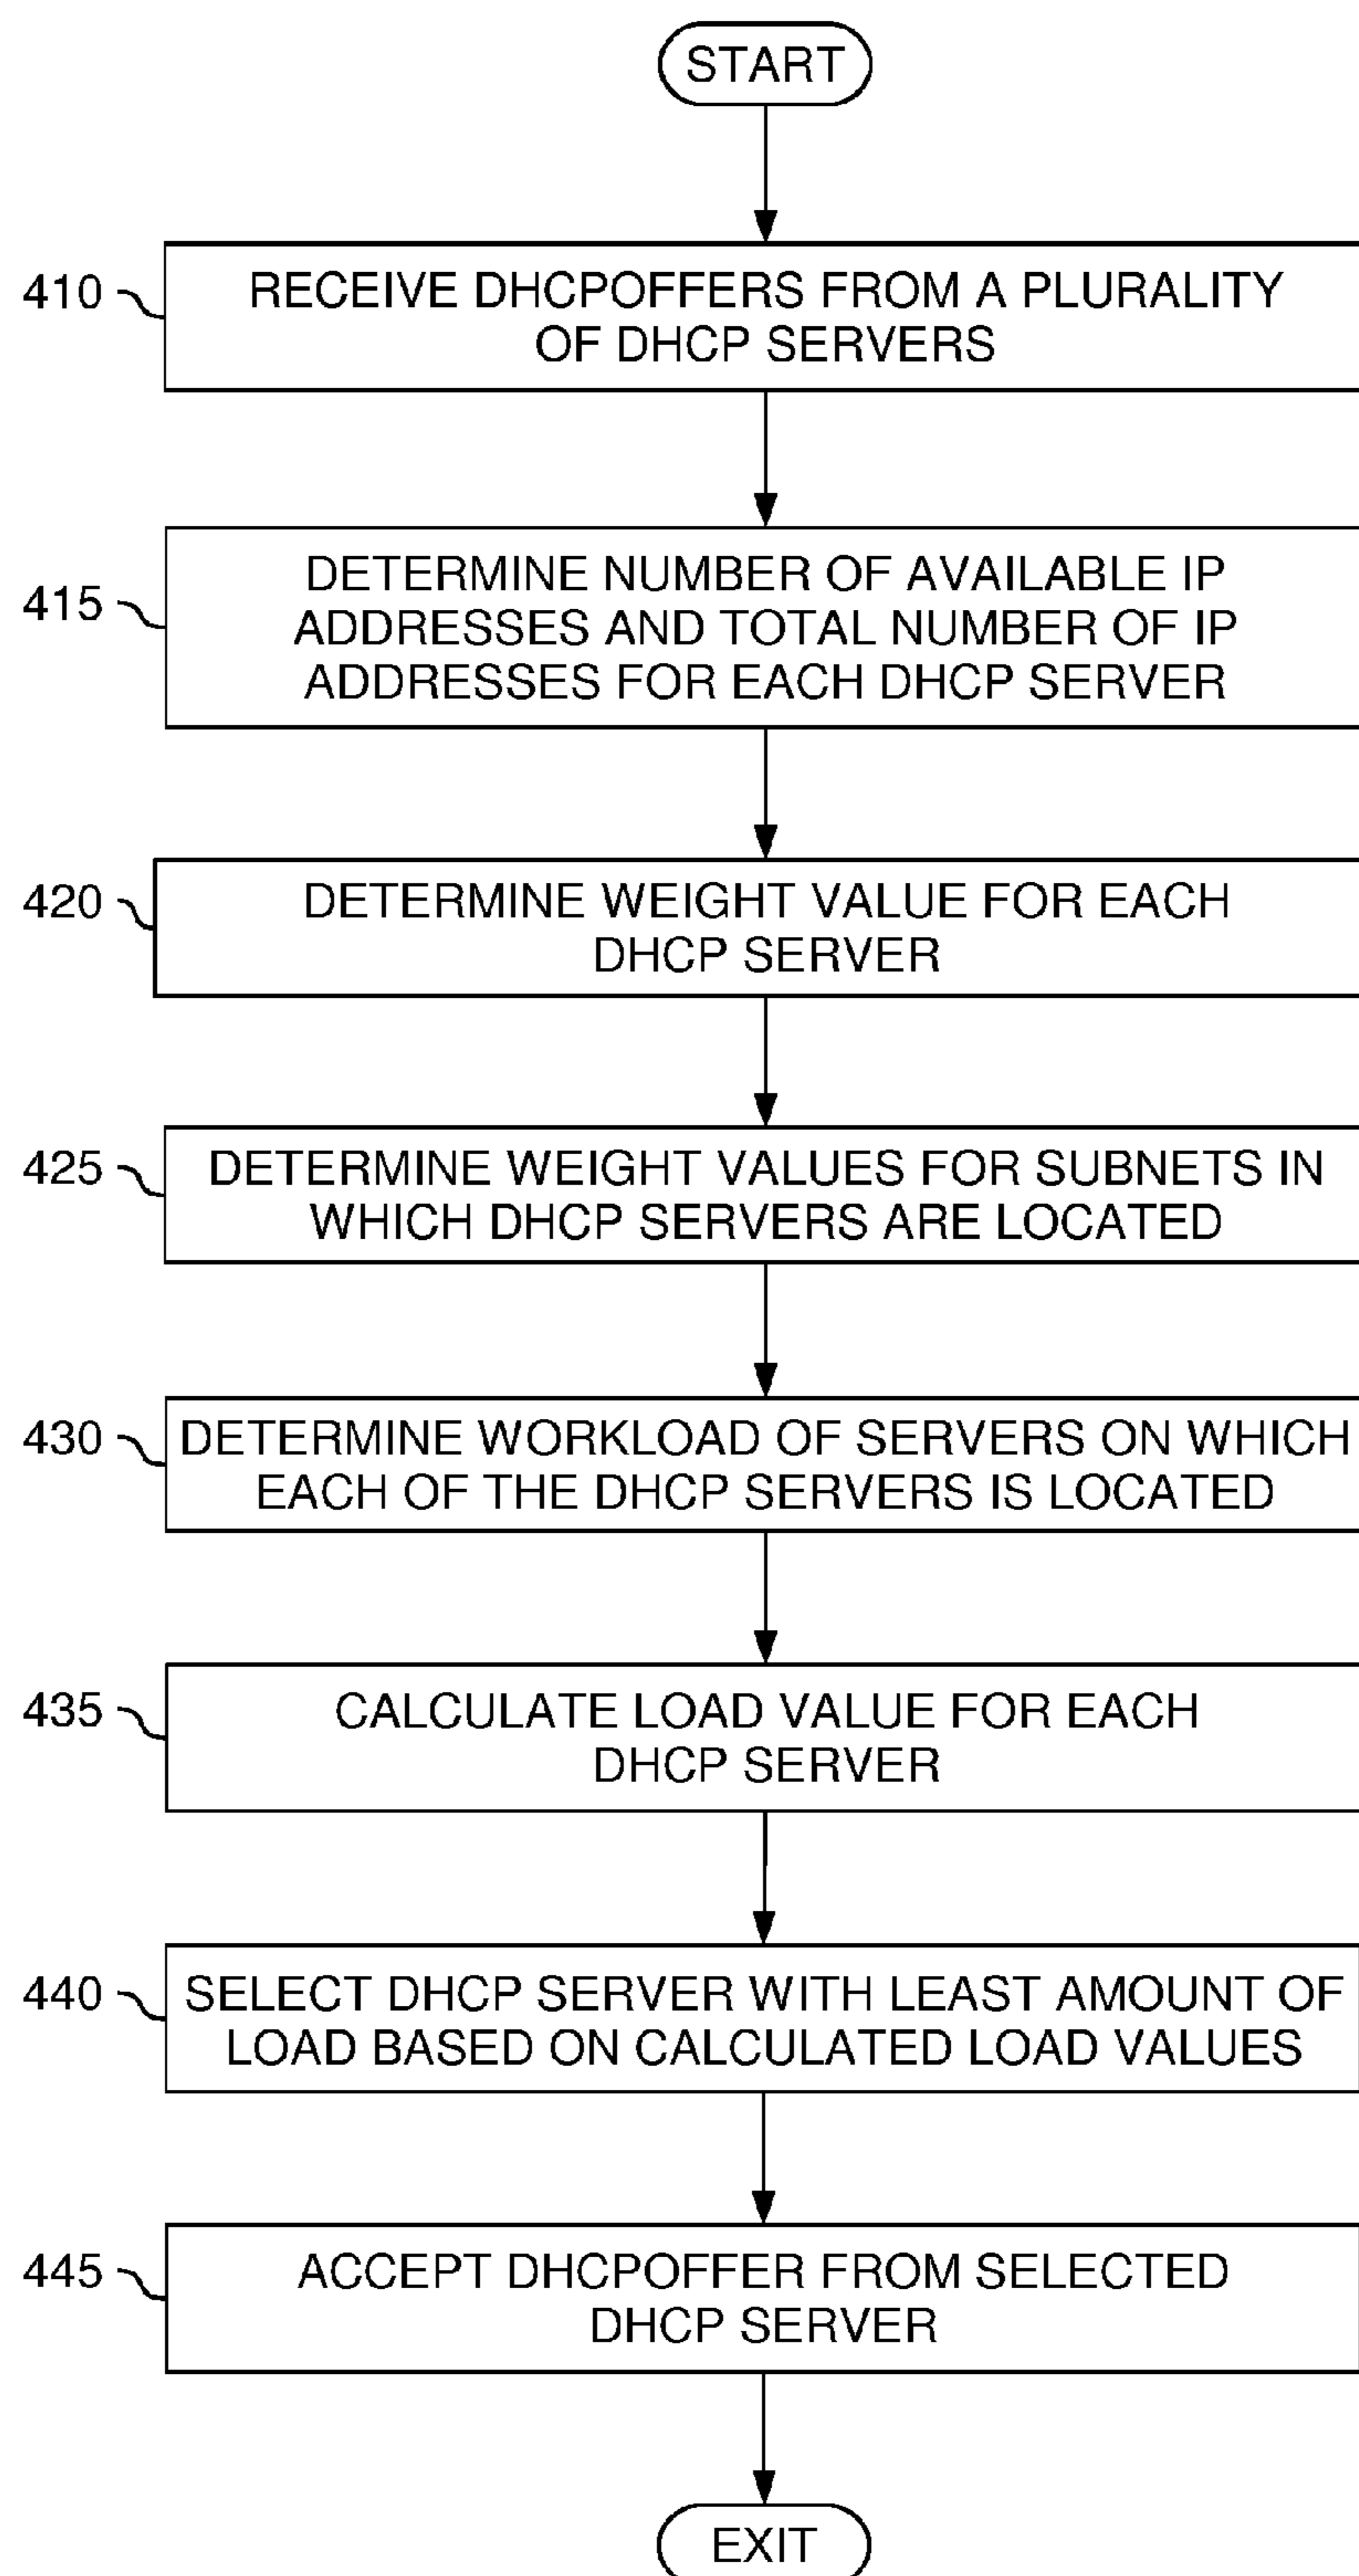 START
410
RECEIVE DHCPOFFERS FROM A PLURALITY
OF DHCP SERVERS
415
DETERMINE NUMBER OF AVAILABLE IP
ADDRESSES AND TOTAL NUMBER OF IP
ADDRESSES FOR EACH DHCP SERVER
420
DETERMINE WEIGHT VALUE FOR EACH
DHCP SERVER
425
DETERMINE WEIGHT VALUES FOR SUBNETS IN
WHICH DHCP SERVERS ARE LOCATED
430
DETERMINE WORKLOAD OF SERVERS ON WHICH
EACH OF THE DHCP SERVERS IS LOCATED
435
CALCULATE LOAD VALUE FOR EACH
DHCP SERVER
440
SELECT DHCP SERVER WITH LEAST AMOUNT OF
LOAD BASED ON CALCULATED LOAD VALUES
445
ACCEPT DHCPOFFER FROM SELECTED
DHCP SERVER
EXIT